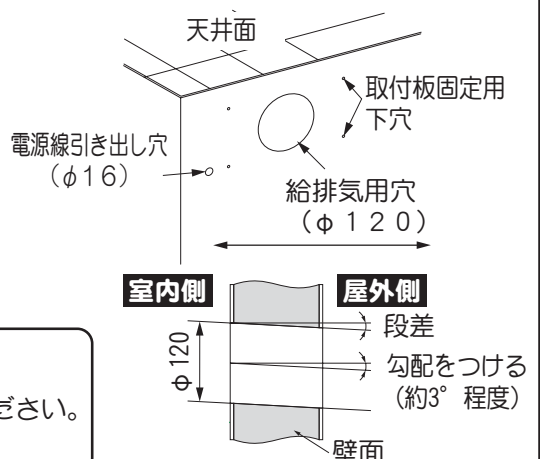 天井面
取付板固定用
下穴
電源線引き出し穴
（φ16）
給排気用穴
（φ１２０）
室内側
屋外側
段差
φ120
勾配をつける
（約3°程度）
ださい。
壁面